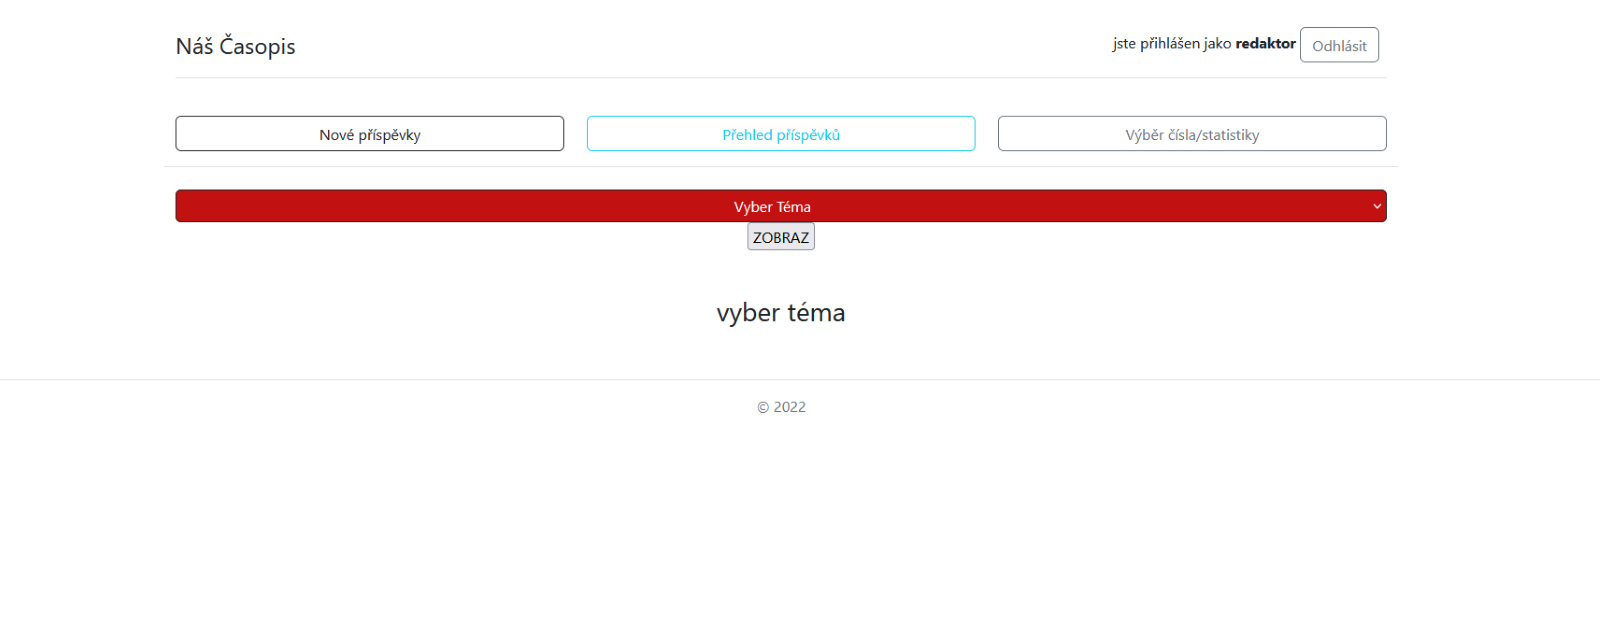 Náš Časopis
jste přihlášen jako redaktor Odhlásit
Nové příspěvky
Přehled příspěvků
Výběr čísla/statistiky
Vyber Téma
ZOBRAZ
vyber téma
© 2022